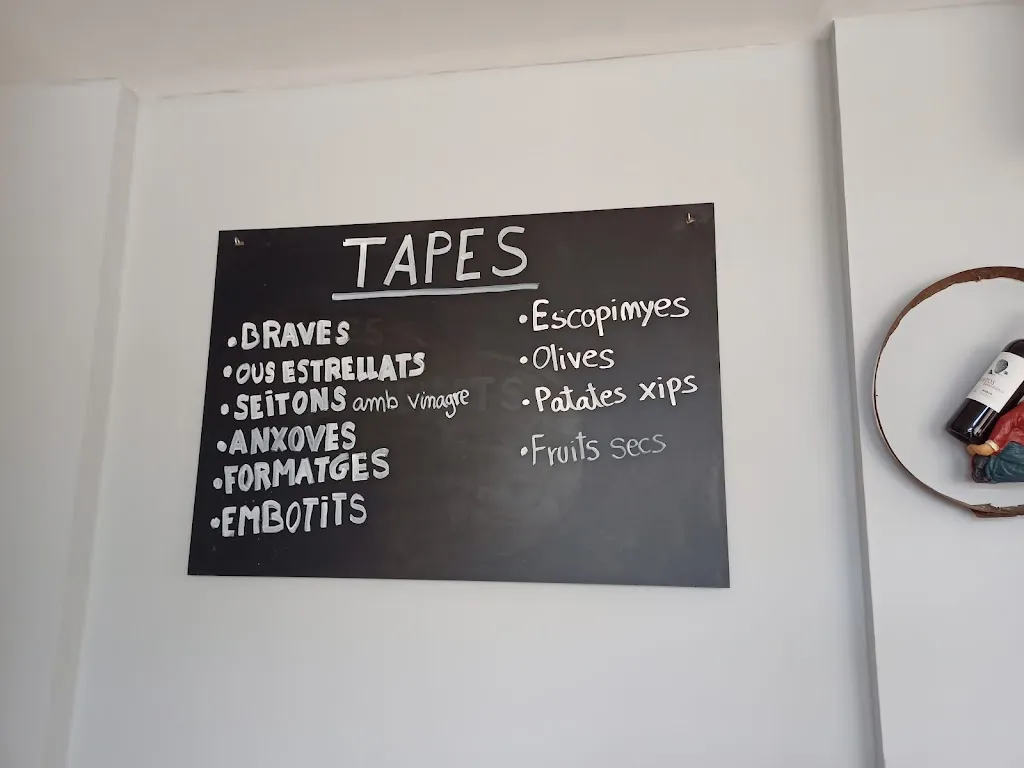 TAPES
• BRAVES
• OUS ESTRELLATS
• SEITONS amb vinagre
• ANXOVES
• FORMATGES
• EMBOTITS
• Escopimyes
• Olives
• Patates xips
• Fruits secs